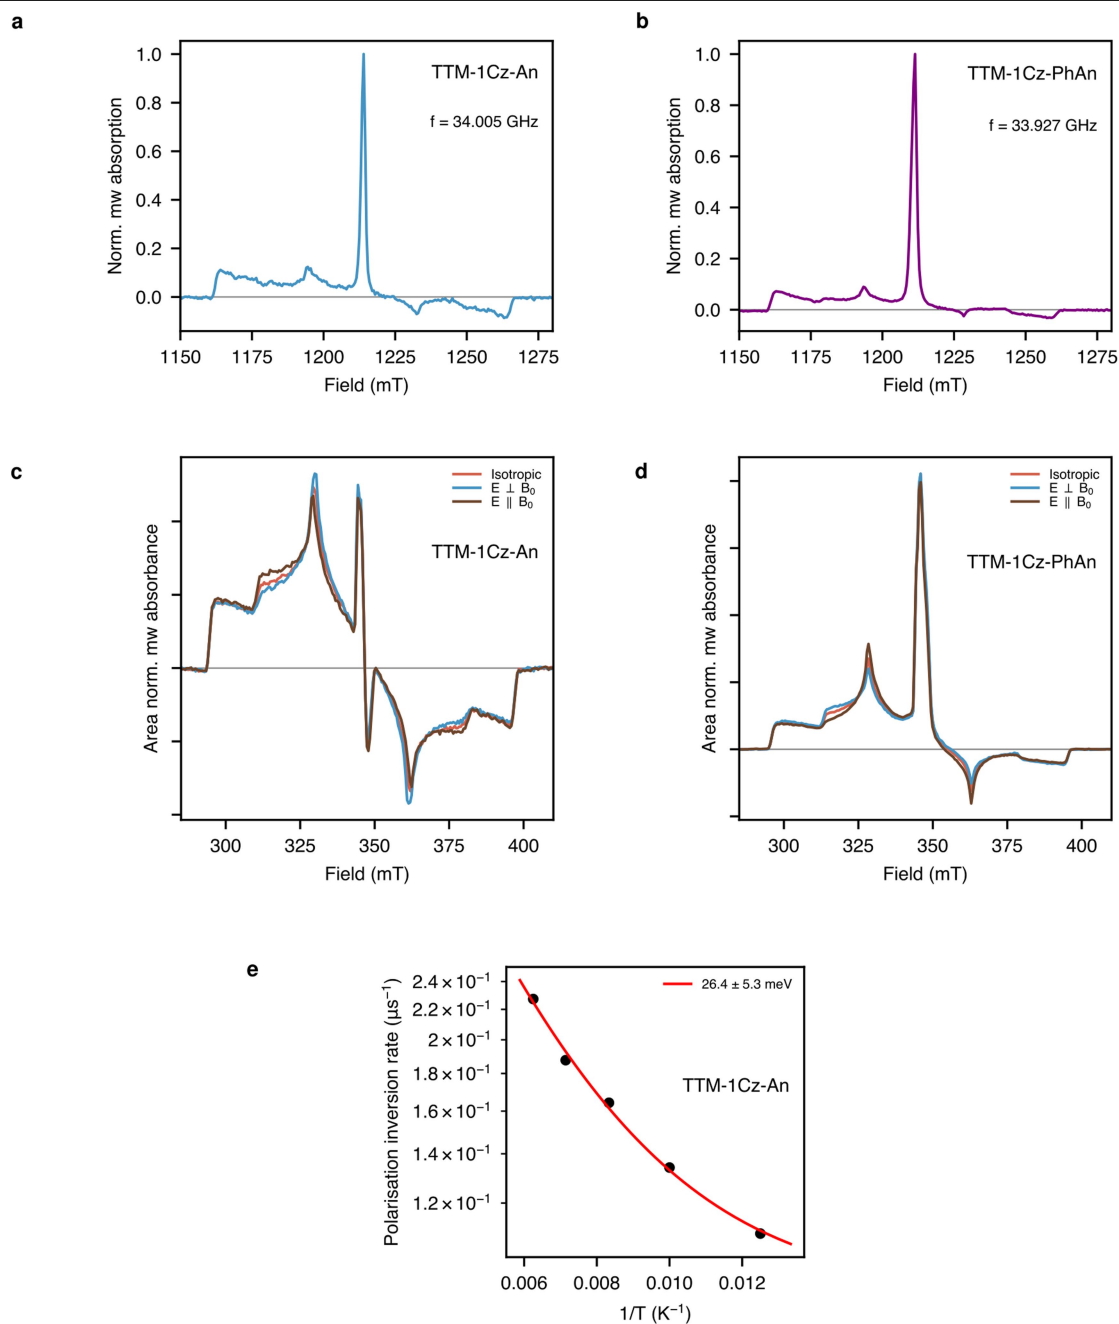 a
1.0
0.8
0.6
0.4
0.2
0.0
Norm. mw absorption
TTM-1Cz-An
f = 34.005 GHz
1150 1175 1200 1225 1250 1275
Field (mT)
b
1.0
0.8
0.6
0.4
0.2
0.0
Norm. mw absorption
TTM-1Cz-PhAn
f = 33.927 GHz
1150 1175 1200 1225 1250 1275
Field (mT)
c
Area norm. mw absorbance
Isotropic
E ⊥ B₀
E ∥ B₀
TTM-1Cz-An
300 325 350 375 400
Field (mT)
d
Area norm. mw absorbance
Isotropic
E ⊥ B₀
E ∥ B₀
TTM-1Cz-PhAn
300 325 350 375 400
Field (mT)
e
2.4 × 10⁻¹
2.2 × 10⁻¹
2 × 10⁻¹
1.8 × 10⁻¹
1.6 × 10⁻¹
1.4 × 10⁻¹
1.2 × 10⁻¹
Polarisation inversion rate (μs⁻¹)
26.4 ± 5.3 meV
TTM-1Cz-An
0.006 0.008 0.010 0.012
1/T (K⁻¹)